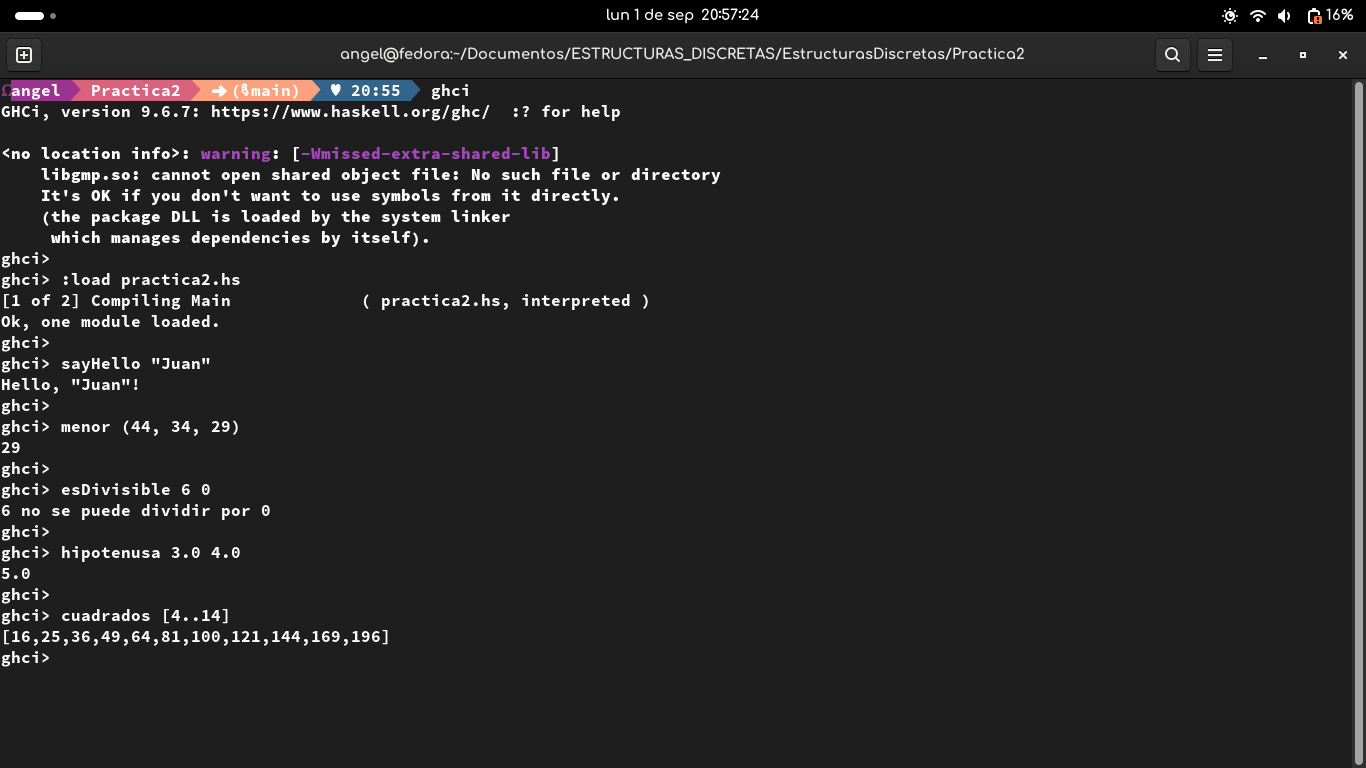 lun 1 de sep 20:57:24
16%
angel@fedora:~/Documentos/ESTRUCTURAS_DISCRETAS/EstructurasDiscretas/Practica2
angel Practica2 ➜ (main) ♥ 20:55 ghci
GHCi, version 9.6.7: https://www.haskell.org/ghc/  :? for help
<no location info>: warning: [-Wmissed-extra-shared-lib]
    libgmp.so: cannot open shared object file: No such file or directory
    It's OK if you don't want to use symbols from it directly.
    (the package DLL is loaded by the system linker
     which manages dependencies by itself).
ghci>
ghci> :load practica2.hs
[1 of 2] Compiling Main             ( practica2.hs, interpreted )
Ok, one module loaded.
ghci>
ghci> sayHello "Juan"
Hello, "Juan"!
ghci>
ghci> menor (44, 34, 29)
29
ghci>
ghci> esDivisible 6 0
6 no se puede dividir por 0
ghci>
ghci> hipotenusa 3.0 4.0
5.0
ghci>
ghci> cuadrados [4..14]
[16,25,36,49,64,81,100,121,144,169,196]
ghci>